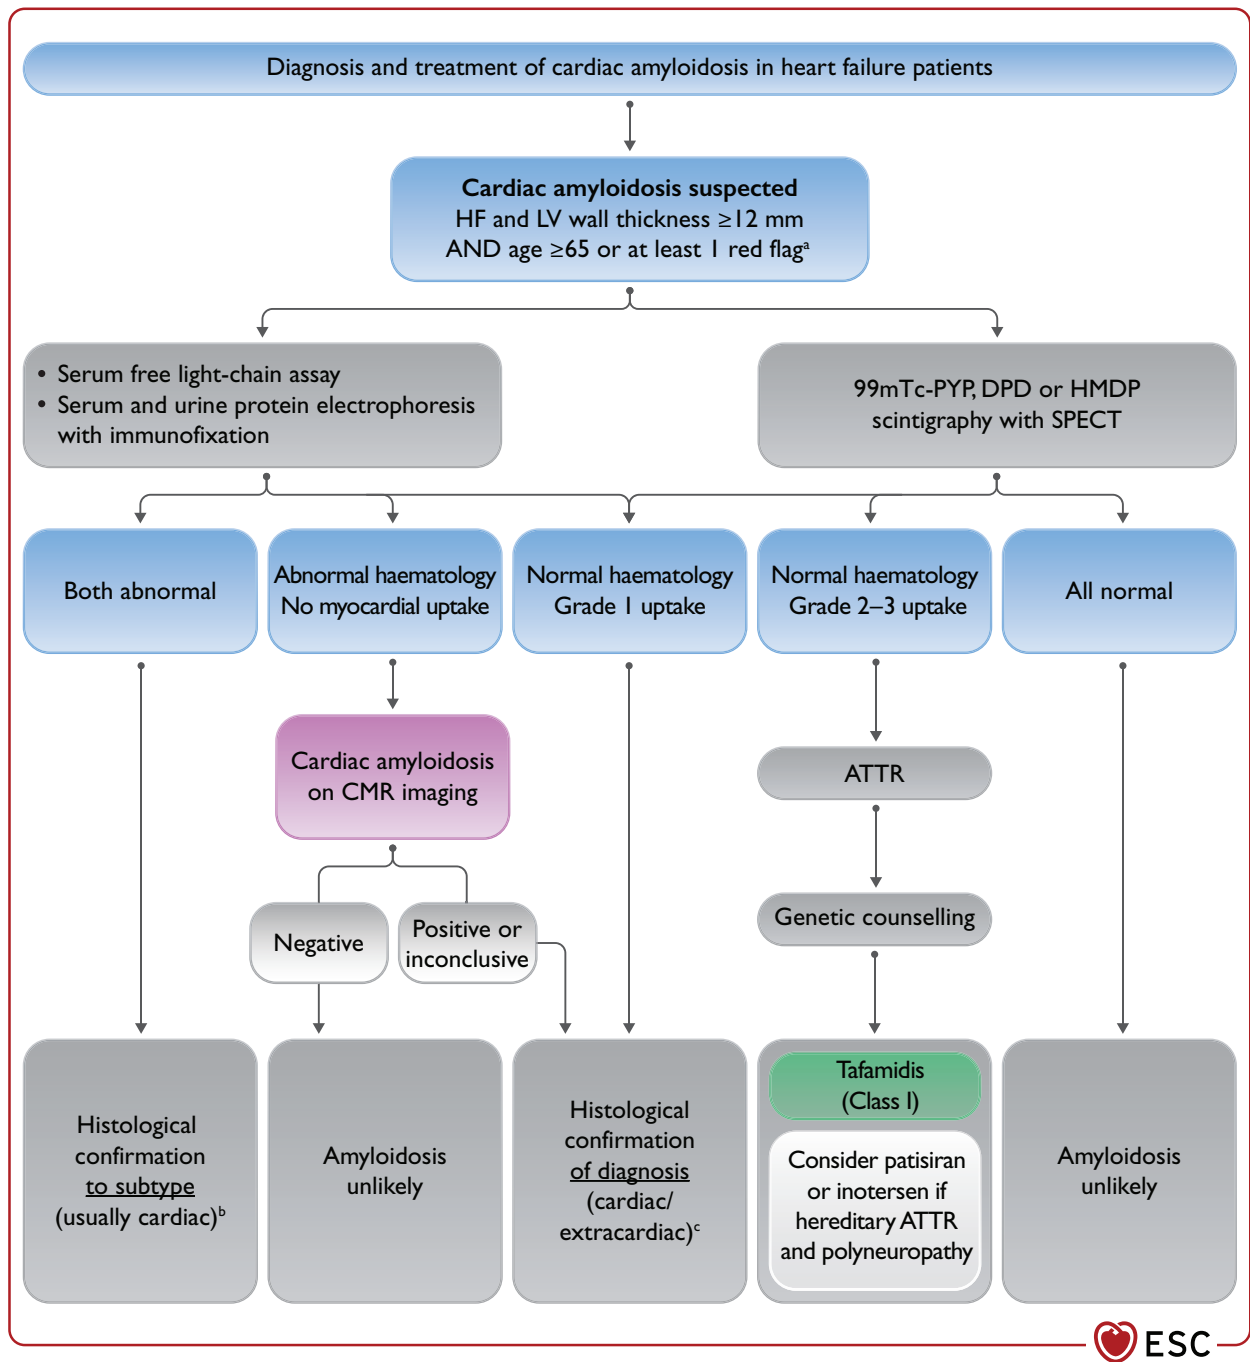 Diagnosis and treatment of cardiac amyloidosis in heart failure patients
Cardiac amyloidosis suspected
HF and LV wall thickness ≥12 mm
AND age ≥65 or at least 1 red flagᵃ
• Serum free light-chain assay
• Serum and urine protein electrophoresis
with immunofixation
99mTc-PYP, DPD or HMDP
scintigraphy with SPECT
Both abnormal
Abnormal haematology
No myocardial uptake
Normal haematology
Grade 1 uptake
Normal haematology
Grade 2–3 uptake
All normal
Cardiac amyloidosis
on CMR imaging
ATTR
Negative
Positive or
inconclusive
Genetic counselling
Histological
confirmation
to subtype
(usually cardiac)ᵇ
Amyloidosis
unlikely
Histological
confirmation
of diagnosis
(cardiac/
extracardiac)ᶜ
Tafamidis
(Class I)
Consider patisiran
or inotersen if
hereditary ATTR
and polyneuropathy
Amyloidosis
unlikely
ESC